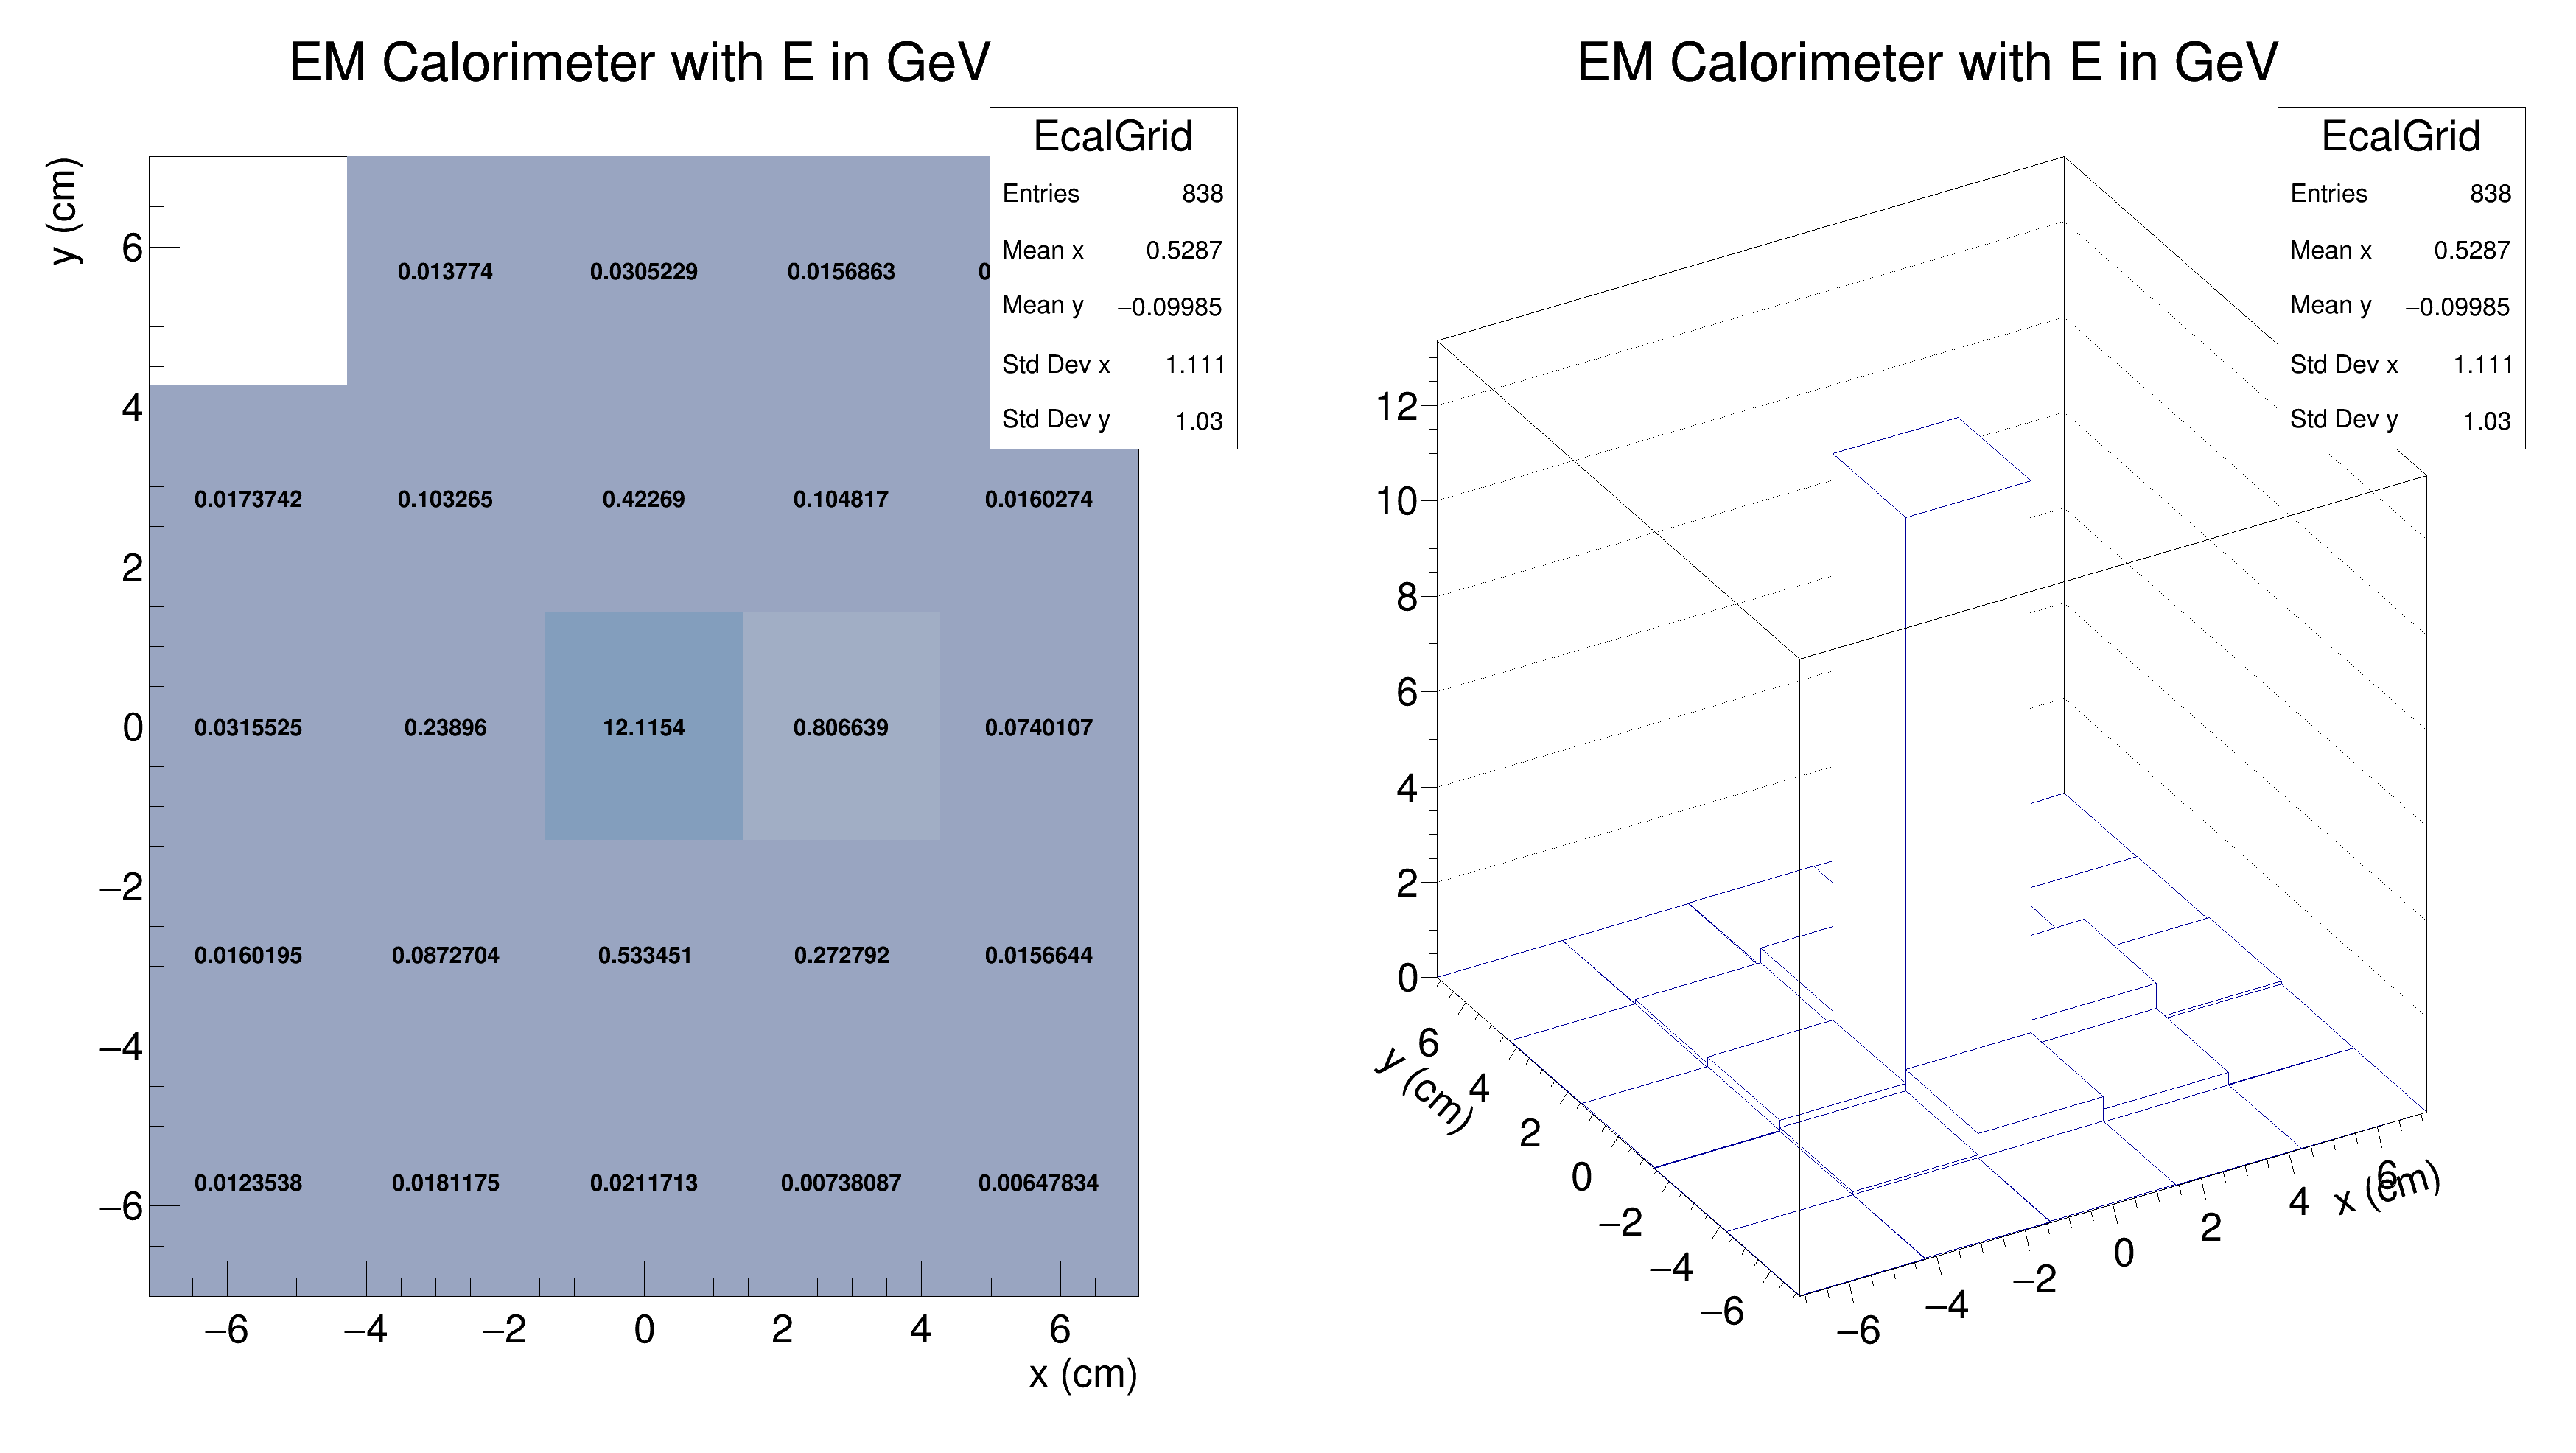 EM Calorimeter with E in GeV
EcalGrid
Entries 838
Mean x 0.5287
Mean y −0.09985
Std Dev x 1.111
Std Dev y 1.03
y (cm)
6
4
2
0
−2
−4
−6
0.013774 0.0305229 0.0156863
0.0173742 0.103265 0.42269 0.104817 0.0160274
0.0315525 0.23896 12.1154 0.806639 0.0740107
0.0160195 0.0872704 0.533451 0.272792 0.0156644
0.0123538 0.0181175 0.0211713 0.00738087 0.00647834
−6 −4 −2 0 2 4 6
x (cm)
EM Calorimeter with E in GeV
EcalGrid
Entries 838
Mean x 0.5287
Mean y −0.09985
Std Dev x 1.111
Std Dev y 1.03
12
10
8
6
4
2
0
y (cm)
6
4
2
0
−2
−4
−6
−6 −4 −2 0 2 4 6
x (cm)